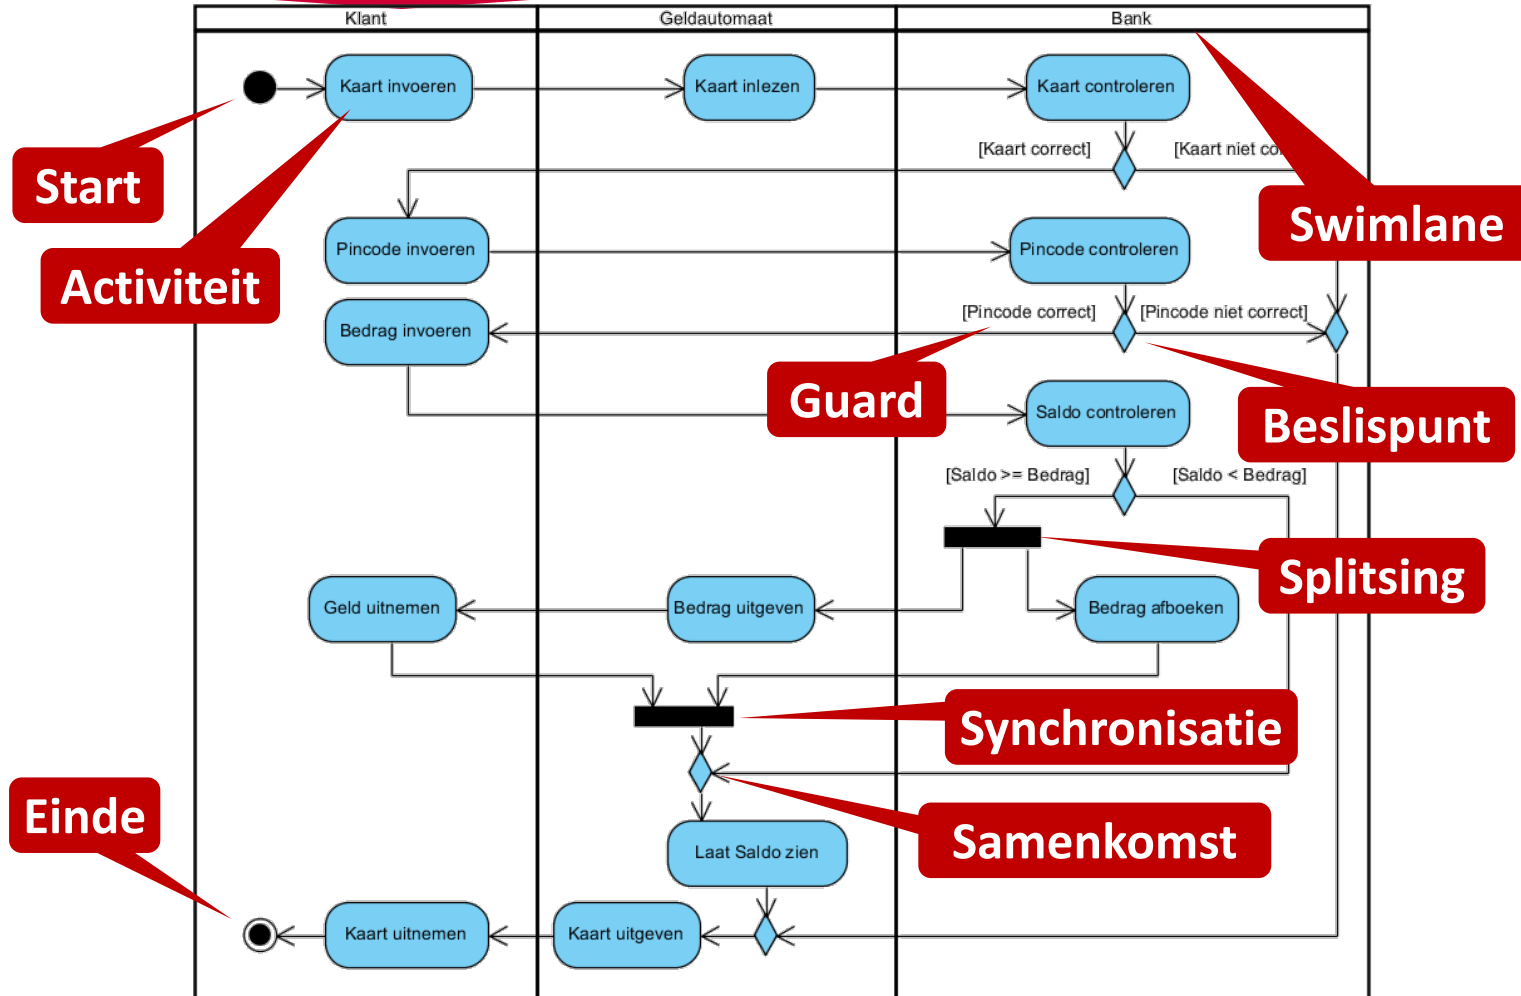 Klant
Geldautomaat
Bank
Kaart invoeren
Kaart inlezen
Kaart controleren
[Kaart correct]
[Kaart niet
Start
Swimlane
Pincode invoeren
Pincode controleren
Activiteit
[Pincode correct]
[Pincode niet correct]
Bedrag invoeren
Guard
Saldo controleren
Beslispunt
[Saldo >= Bedrag]
[Saldo < Bedrag]
Splitsing
Geld uitnemen
Bedrag uitgeven
Bedrag afboeken
Synchronisatie
Einde
Samenkomst
Laat Saldo zien
Kaart uitnemen
Kaart uitgeven